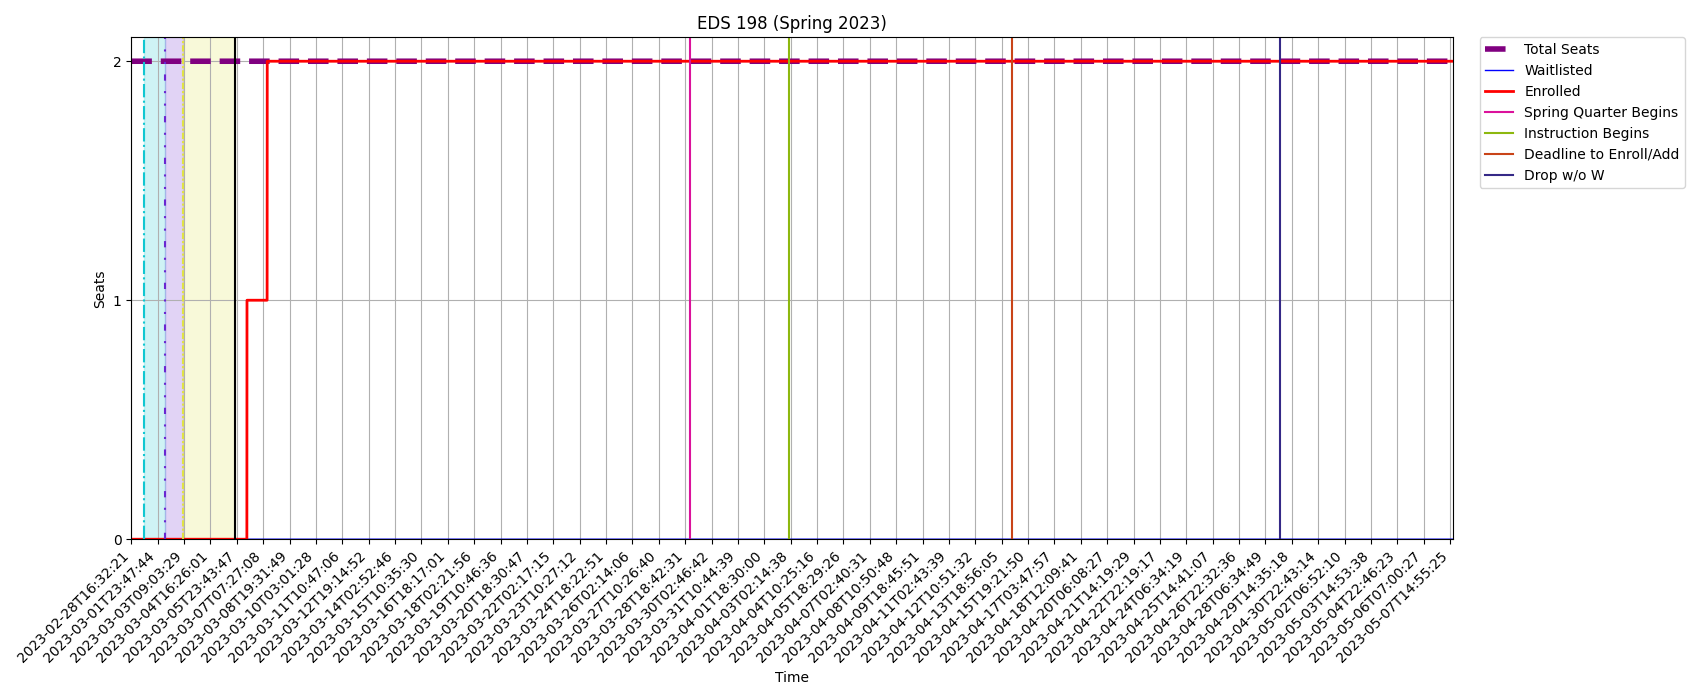 EDS 198 (Spring 2023)
Total Seats
Waitlisted
Enrolled
Spring Quarter Begins
Instruction Begins
Deadline to Enroll/Add
Drop w/o W
Seats
2
1
0
2023-02-28T16:32:21
2023-03-01T23:47:44
2023-03-03T09:03:29
2023-03-04T16:26:01
2023-03-05T23:43:47
2023-03-07T07:27:08
2023-03-08T19:31:49
2023-03-10T03:01:28
2023-03-11T10:47:06
2023-03-12T19:14:52
2023-03-14T02:52:46
2023-03-15T10:35:30
2023-03-16T18:17:01
2023-03-18T02:21:56
2023-03-19T10:46:36
2023-03-20T18:30:47
2023-03-22T02:17:15
2023-03-23T10:27:12
2023-03-24T18:22:51
2023-03-26T02:14:06
2023-03-27T10:26:40
2023-03-28T18:42:31
2023-03-30T02:46:42
2023-03-31T10:44:39
2023-04-01T18:30:00
2023-04-03T02:14:38
2023-04-04T10:25:16
2023-04-05T18:29:26
2023-04-07T02:40:31
2023-04-08T10:50:48
2023-04-09T18:45:51
2023-04-11T02:43:39
2023-04-12T10:51:32
2023-04-13T18:56:05
2023-04-15T19:21:50
2023-04-17T03:47:57
2023-04-18T12:09:41
2023-04-20T06:08:27
2023-04-21T14:19:29
2023-04-22T22:19:17
2023-04-24T06:34:19
2023-04-25T14:41:07
2023-04-26T22:32:36
2023-04-28T06:34:49
2023-04-29T14:35:18
2023-04-30T22:43:14
2023-05-02T06:52:10
2023-05-03T14:53:38
2023-05-04T22:46:23
2023-05-06T07:00:27
2023-05-07T14:55:25
Time